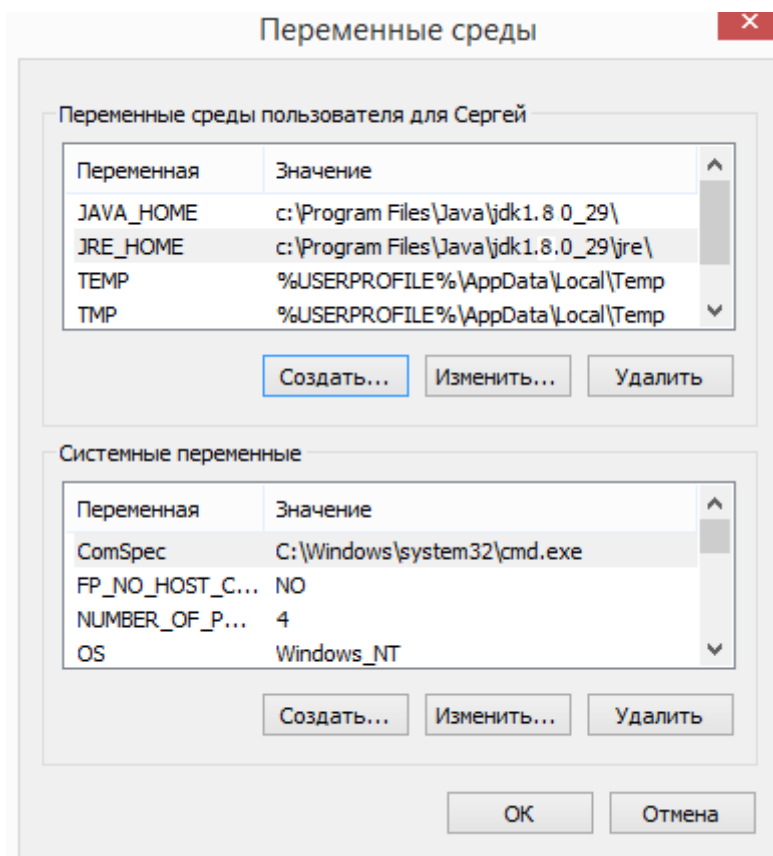 Переменные среды
Переменные среды пользователя для Сергей
Переменная Значение
JAVA_HOME c:\Program Files\Java\jdk1.8 0_29\
JRE_HOME c:\Program Files\Java\jdk1.8.0_29\jre\
TEMP %USERPROFILE%\AppData\Local\Temp
TMP %USERPROFILE%\AppData\Local\Temp
Создать... Изменить... Удалить
Системные переменные
Переменная Значение
ComSpec C:\Windows\system32\cmd.exe
FP_NO_HOST_C... NO
NUMBER_OF_P... 4
OS Windows_NT
Создать... Изменить... Удалить
ОК Отмена